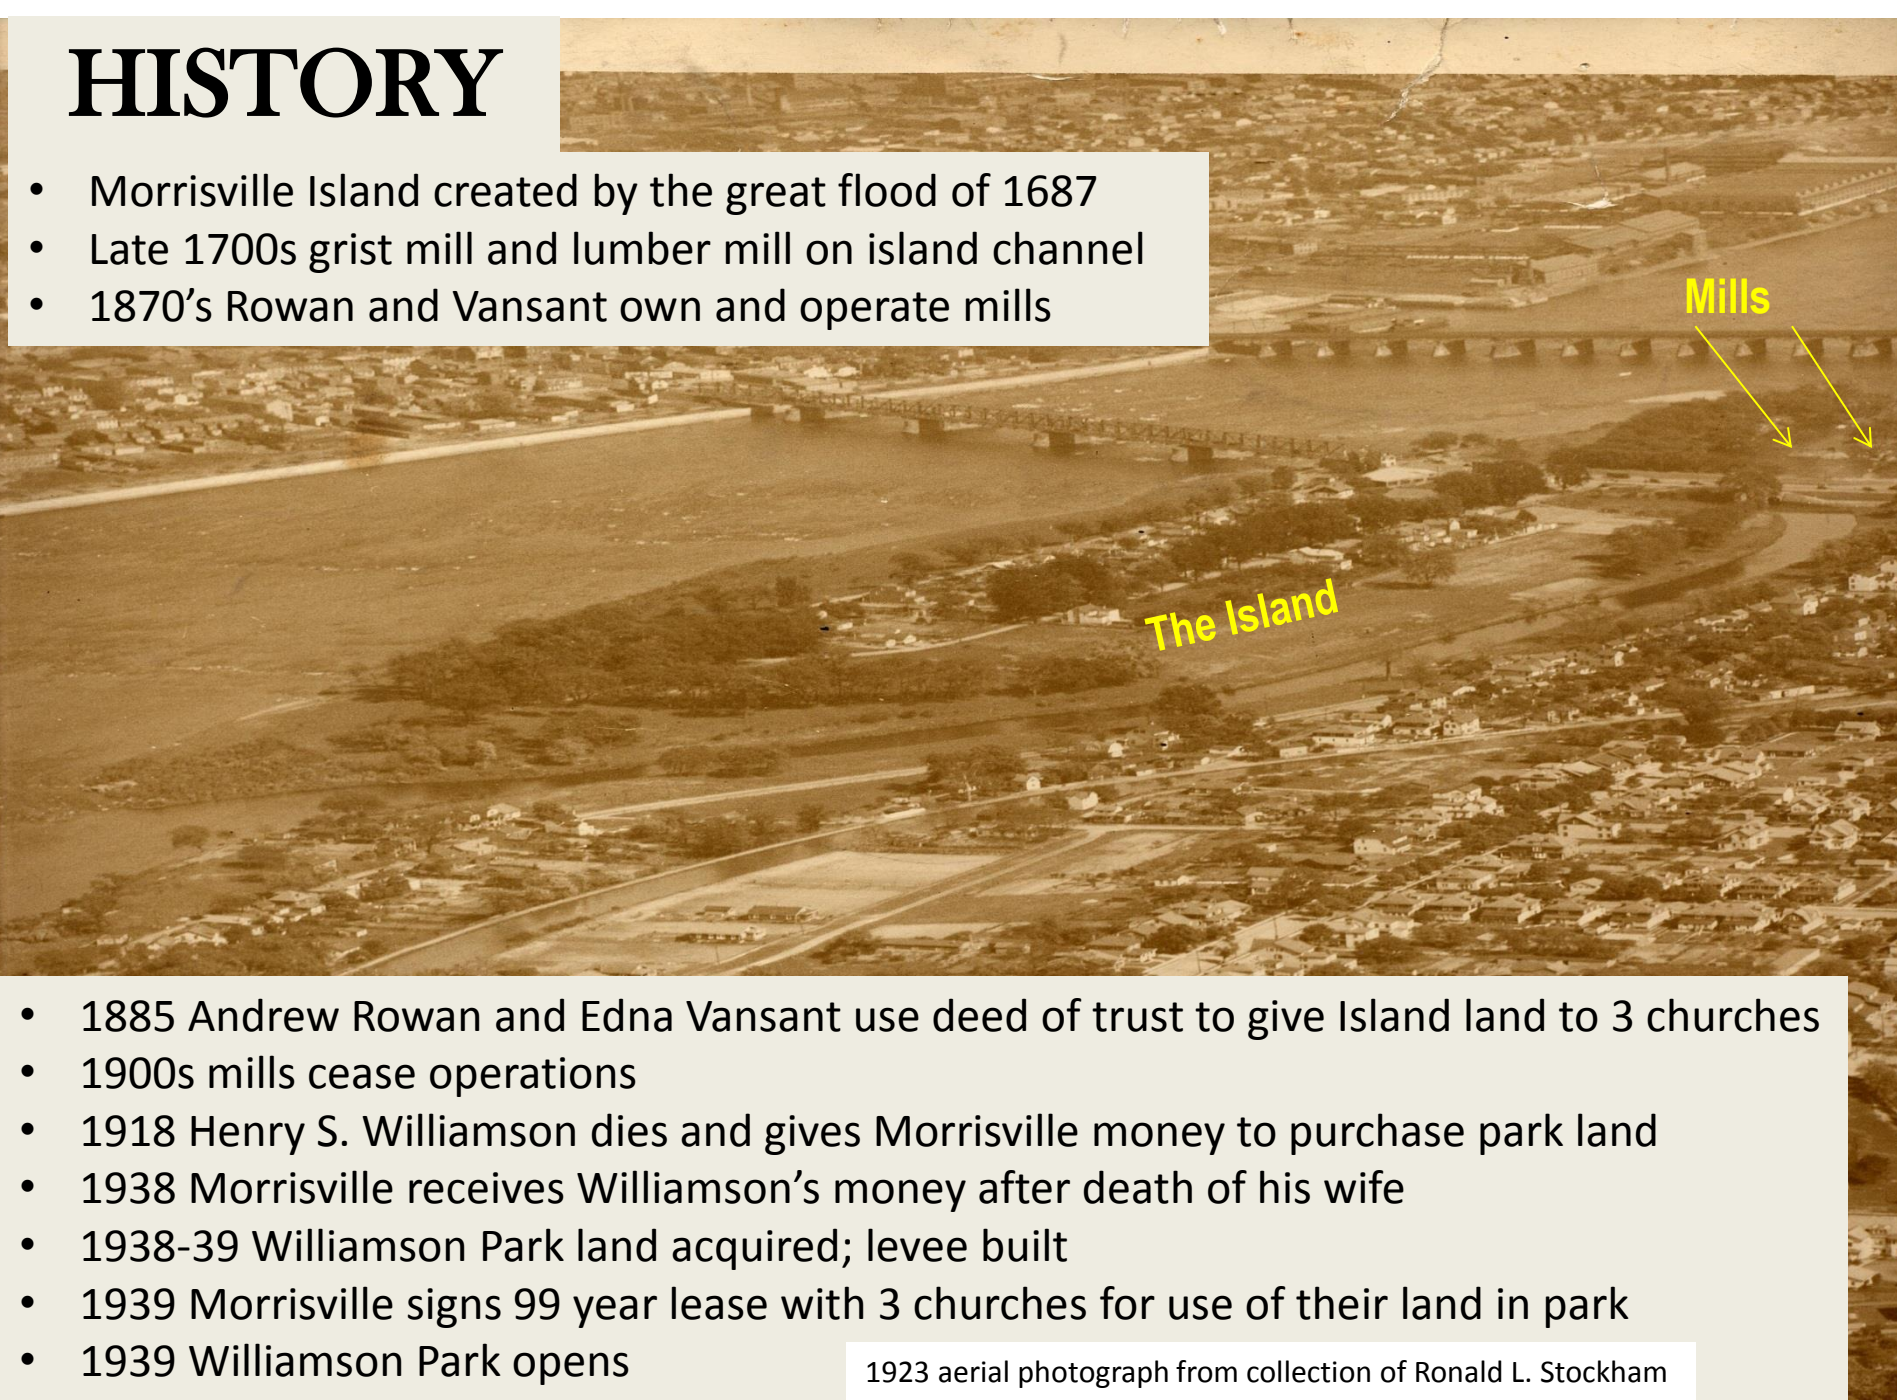 HISTORY
• Morrisville Island created by the great flood of 1687
• Late 1700s grist mill and lumber mill on island channel
• 1870’s Rowan and Vansant own and operate mills
Mills
The Island
• 1885 Andrew Rowan and Edna Vansant use deed of trust to give Island land to 3 churches
• 1900s mills cease operations
• 1918 Henry S. Williamson dies and gives Morrisville money to purchase park land
• 1938 Morrisville receives Williamson’s money after death of his wife
• 1938-39 Williamson Park land acquired; levee built
• 1939 Morrisville signs 99 year lease with 3 churches for use of their land in park
• 1939 Williamson Park opens
1923 aerial photograph from collection of Ronald L. Stockham